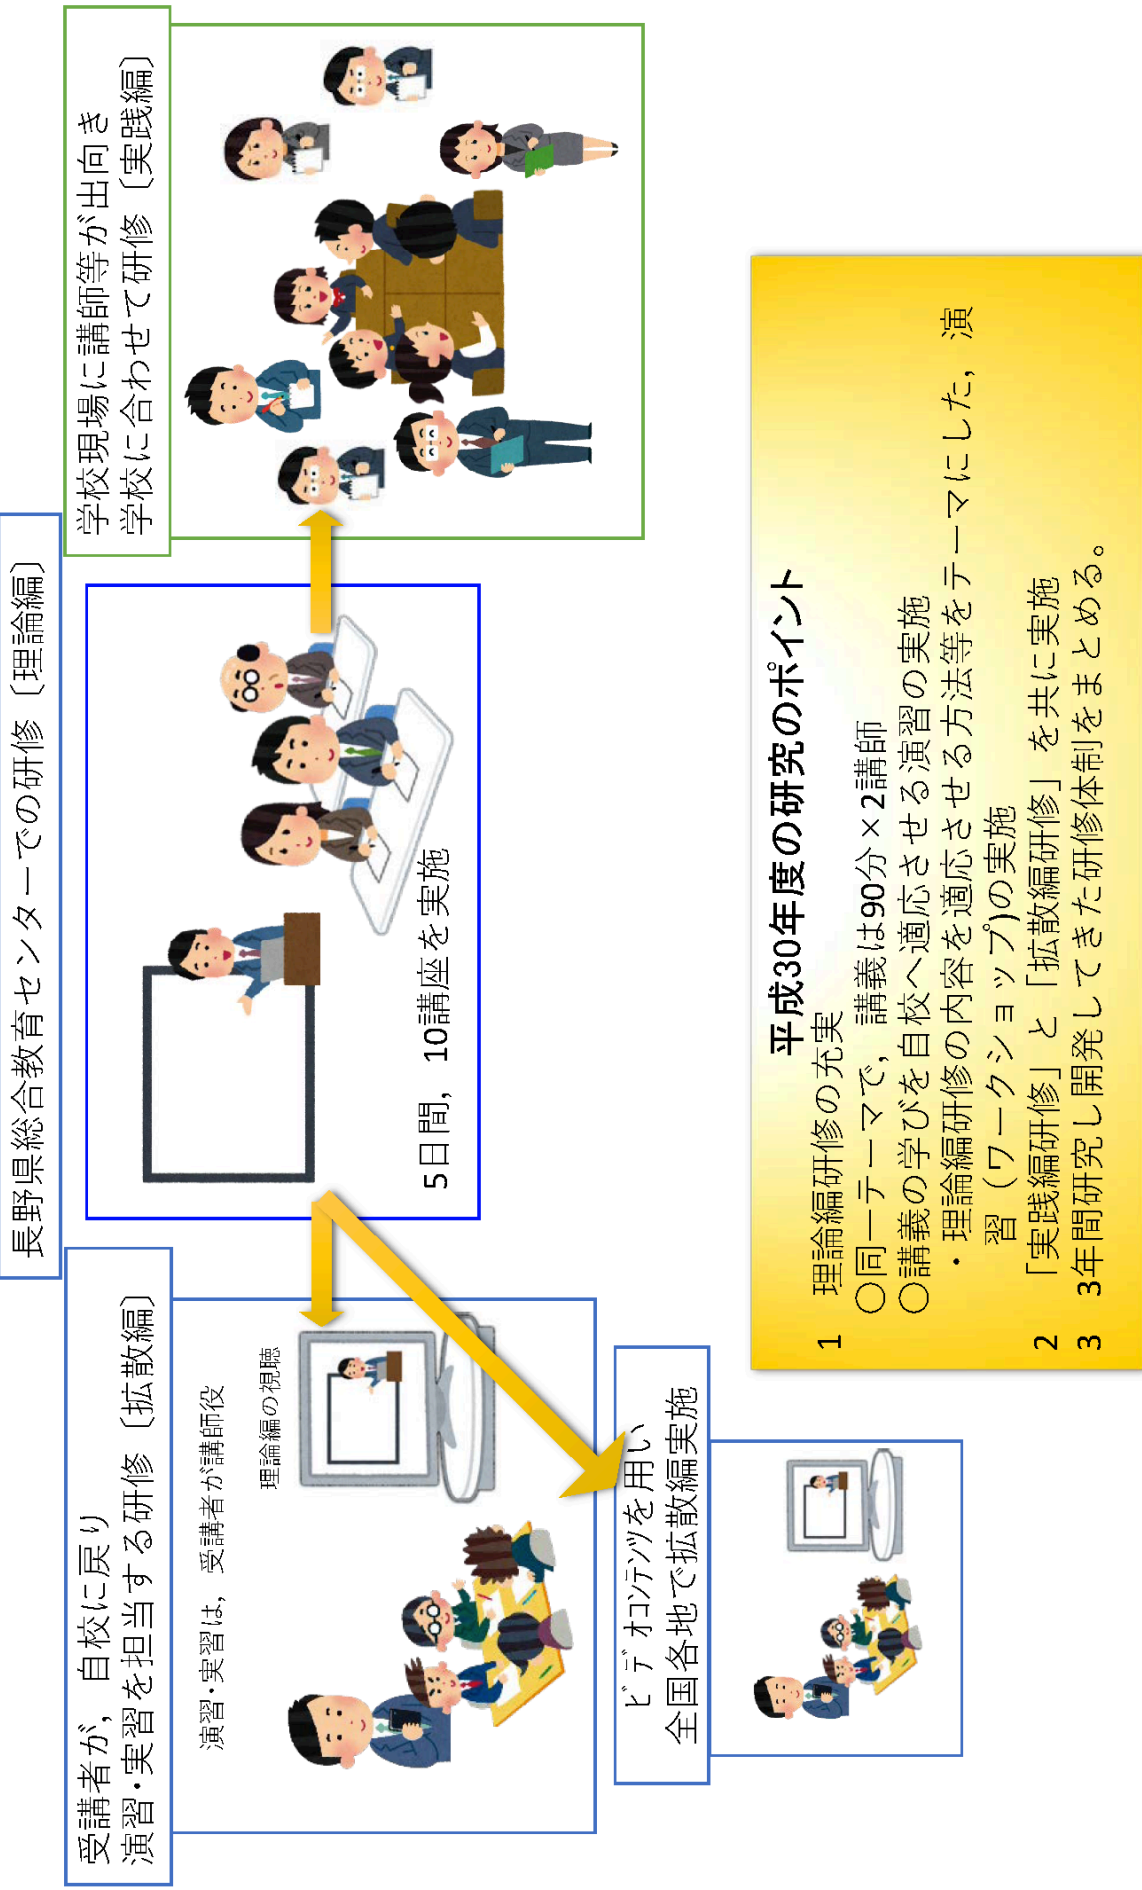 長野県総合教育センターでの研修〔理論編〕
受講者が，自校に戻り
演習・実習を担当する研修〔拡散編〕
演習・実習は，受講者が講師役
理論編の視聴
5日間，10講座を実施
学校現場に講師等が出向き
学校に合わせて研修〔実践編〕
ﾋﾞﾃﾞｵｺﾝﾃﾝﾂを用い
全国各地で拡散編実施
平成30年度の研究のポイント
1 理論編研修の充実
○同一テーマで，講義は90分×2講師
○講義の学びを自校へ適応させる演習の実施
・理論編研修の内容を適応させる方法等をテーマにした，演
習（ワークショップ)の実施
2 「実践編研修」と「拡散編研修」を共に実施
3 3年間研究し開発してきた研修体制をまとめる。